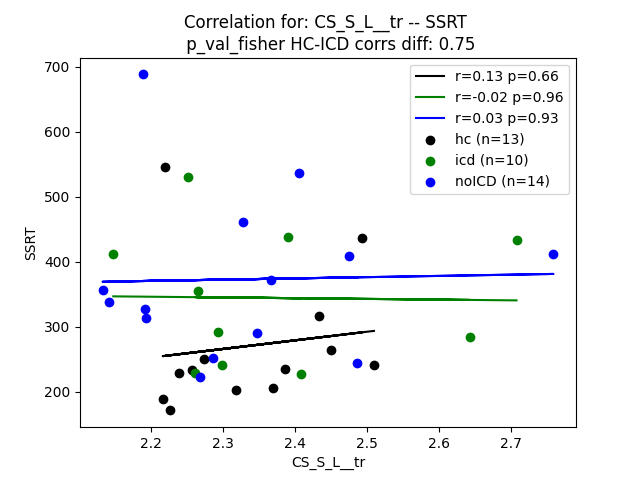 Correlation for: CS_S_L__tr -- SSRT
p_val_fisher HC-ICD corrs diff: 0.75
r=0.13 p=0.66
r=-0.02 p=0.96
r=0.03 p=0.93
hc (n=13)
icd (n=10)
noICD (n=14)
SSRT
700
600
500
400
300
200
2.2 2.3 2.4 2.5 2.6 2.7
CS_S_L__tr